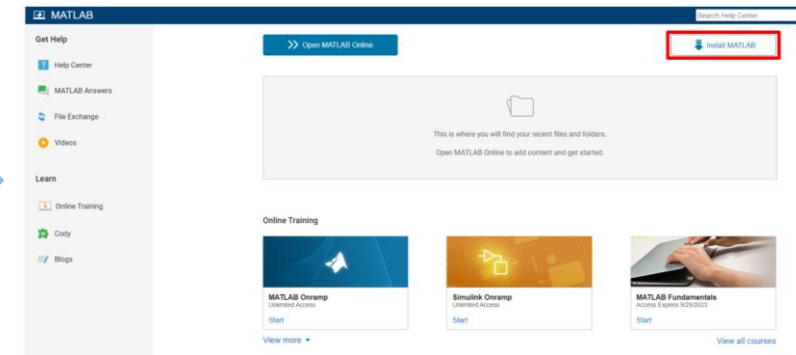 MATLAB
Search Help Center
Get Help
Help Center
MATLAB Answers
File Exchange
Videos
Learn
Online Training
Cody
Blogs
Open MATLAB Online
Install MATLAB
This is where you will find your recent files and folders.
Open MATLAB Online to add content and get started.
Online Training
MATLAB Onramp
Unlimited Access
Start
Simulink Onramp
Unlimited Access
Start
MATLAB Fundamentals
Access Expires 9/29/2023
Start
View more
View all courses